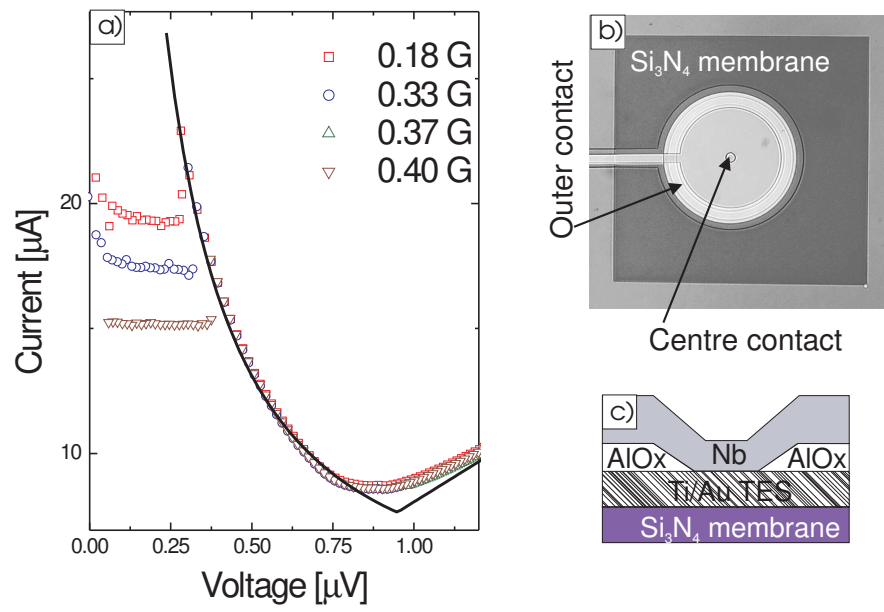 a)
0.18 G
0.33 G
0.37 G
0.40 G
20
10
Current [μA]
0.00 0.25 0.50 0.75 1.00
Voltage [μV]
b)
Si₃N₄ membrane
Outer contact
Centre contact
c)
Nb
AlOx AlOx
Ti/Au TES
Si₃N₄ membrane